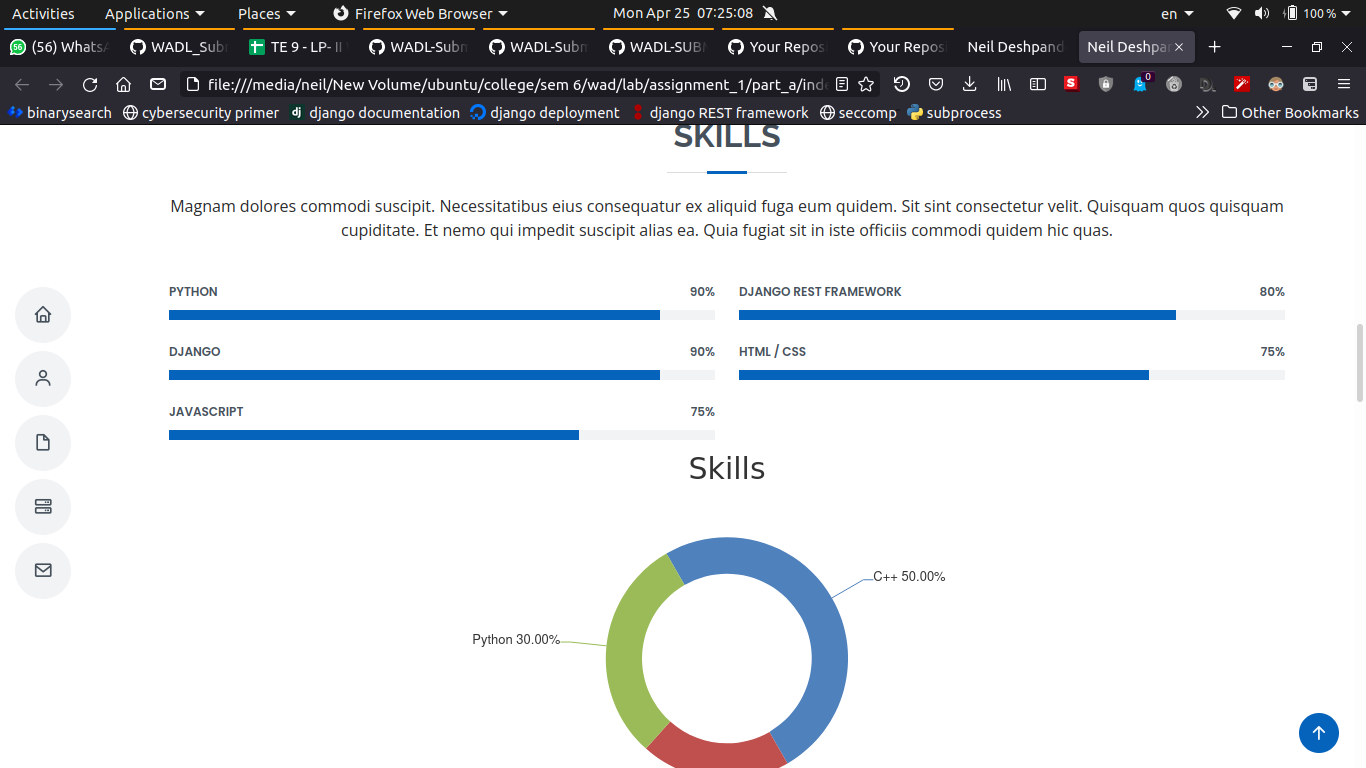 Activities Applications Places Firefox Web Browser Mon Apr 25 07:25:08 en 100 %
(56) Whats WADL_Subm TE 9 - LP- II WADL-Subm WADL-Subm WADL-SUBM Your Repos Your Repos Neil Deshpand Neil Deshpan
file:///media/neil/New Volume/ubuntu/college/sem 6/wad/lab/assignment_1/part_a/inde S 0
binarysearch cybersecurity primer dj django documentation django deployment django REST framework seccomp subprocess Other Bookmarks
SKILLS
Magnam dolores commodi suscipit. Necessitatibus eius consequatur ex aliquid fuga eum quidem. Sit sint consectetur velit. Quisquam quos quisquam
cupiditate. Et nemo qui impedit suscipit alias ea. Quia fugiat sit in iste officiis commodi quidem hic quas.
PYTHON 90% DJANGO REST FRAMEWORK 80%
DJANGO 90% HTML / CSS 75%
JAVASCRIPT 75%
Skills
C++ 50.00%
Python 30.00%